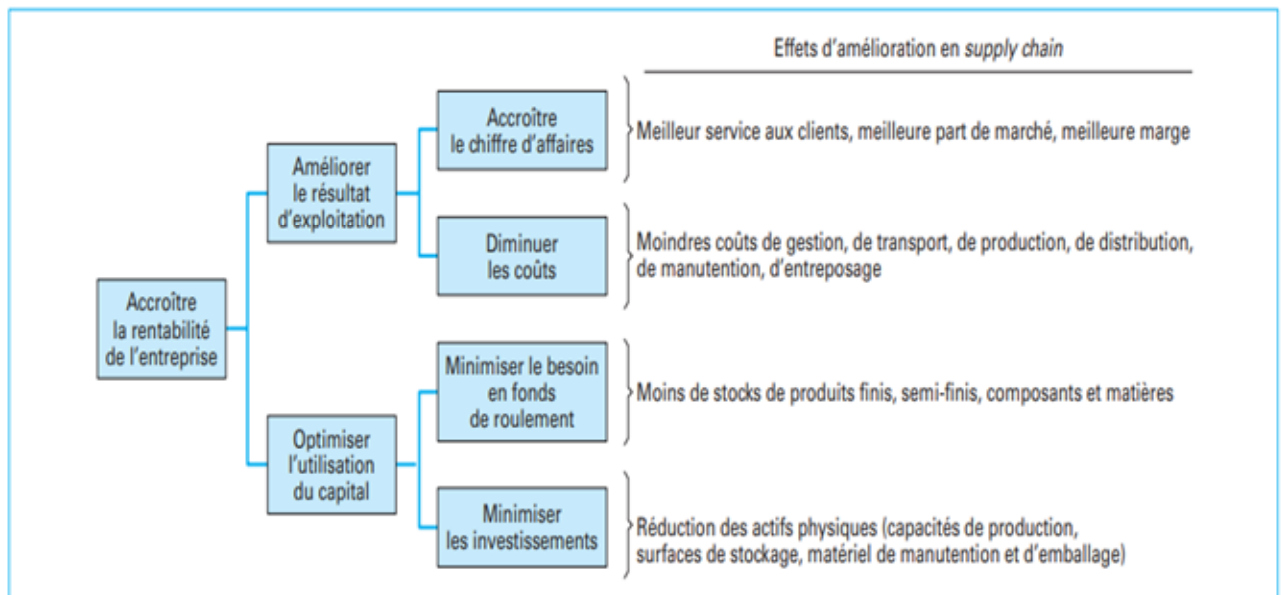 Effets d'amélioration en supply chain
Accroître
le chiffre d'affaires
Meilleur service aux clients, meilleure part de marché, meilleure marge
Améliorer
le résultat
d'exploitation
Diminuer
les coûts
Moindres coûts de gestion, de transport, de production, de distribution,
de manutention, d'entreposage
Accroître
la rentabilité
de l'entreprise
Minimiser le besoin
en fonds
de roulement
Moins de stocks de produits finis, semi-finis, composants et matières
Optimiser
l'utilisation
du capital
Minimiser
les investissements
Réduction des actifs physiques (capacités de production,
surfaces de stockage, matériel de manutention et d'emballage)